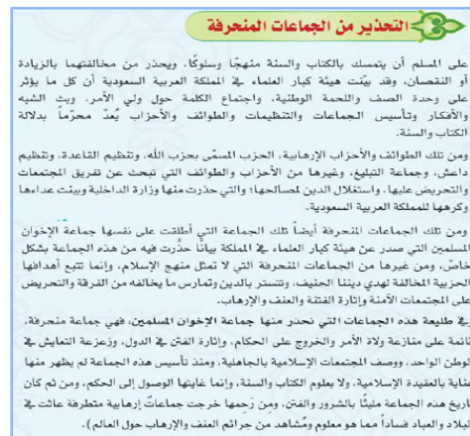 التحذير من الجماعات المنحرفة
على المسلم أن يتمسك بالكتاب والسنة منهجًا وسلوكًا، ويحذر من مخالفتهما بالزيادة
أو النقصان، وقد بيّنت هيئة كبار العلماء في المملكة العربية السعودية أن كل ما يؤثر
على وحدة الصف واللحمة الوطنية، واجتماع الكلمة حول ولي الأمر، وبث الشبه
والأفكار وتأسيس الجماعات والتنظيمات والطوائف والأحزاب يُعدّ محرّماً بدلالة
الكتاب والسنة.
ومن تلك الطوائف والأحزاب الإرهابية، الحزب المسمّى بحزب الله، وتنظيم القاعدة، وتنظيم
داعش، وجماعة التبليغ، وغيرها من الأحزاب والطوائف التي تبحث عن تفريق المجتمعات
والتحريض عليها، واستغلال الدين لمصالحها؛ والتي حذرت منها وزارة الداخلية وبينت عداءها
وكرهها للمملكة العربية السعودية.
ومن تلك الجماعات المنحرفة أيضاً تلك الجماعة التي أطلقت على نفسها جماعة الإخوان
المسلمين التي صدر عن هيئة كبار العلماء في المملكة بيانًا حذّرت فيه من هذه الجماعة بشكل
خاصّ، ومن غيرها من الجماعات المنحرفة التي لا تمثل منهج الإسلام، وإنما تتبع أهدافها
الحزبية المخالفة لهدي ديننا الحنيف، وتتستر بالدين وتمارس ما يخالفه من الفرقة والتحريض
على المجتمعات الآمنة وإثارة الفتنة والعنف والإرهاب.
في طليعة هذه الجماعات التي نحذر منها جماعة الإخوان المسلمين، فهي جماعة منحرفة،
قائمة على منازعة ولاة الأمر والخروج على الحكام، وإثارة الفتن في الدول، وزعزعة التعايش في
الوطن الواحد، ووصف المجتمعات الإسلامية بالجاهلية، ومنذ تأسيس هذه الجماعة لم يظهر منها
عناية بالعقيدة الإسلامية، ولا بعلوم الكتاب والسنة، وإنما غايتها الوصول إلى الحكم، ومن ثم كان
تاريخ هذه الجماعة مليئًا بالشرور والفتن، ومن رَحِمها خرجت جماعاتٌ إرهابية متطرفة عاثت في
البلاد والعباد فساداً مما هو معلوم ومُشاهد من جرائم العنف والإرهاب حول العالم).